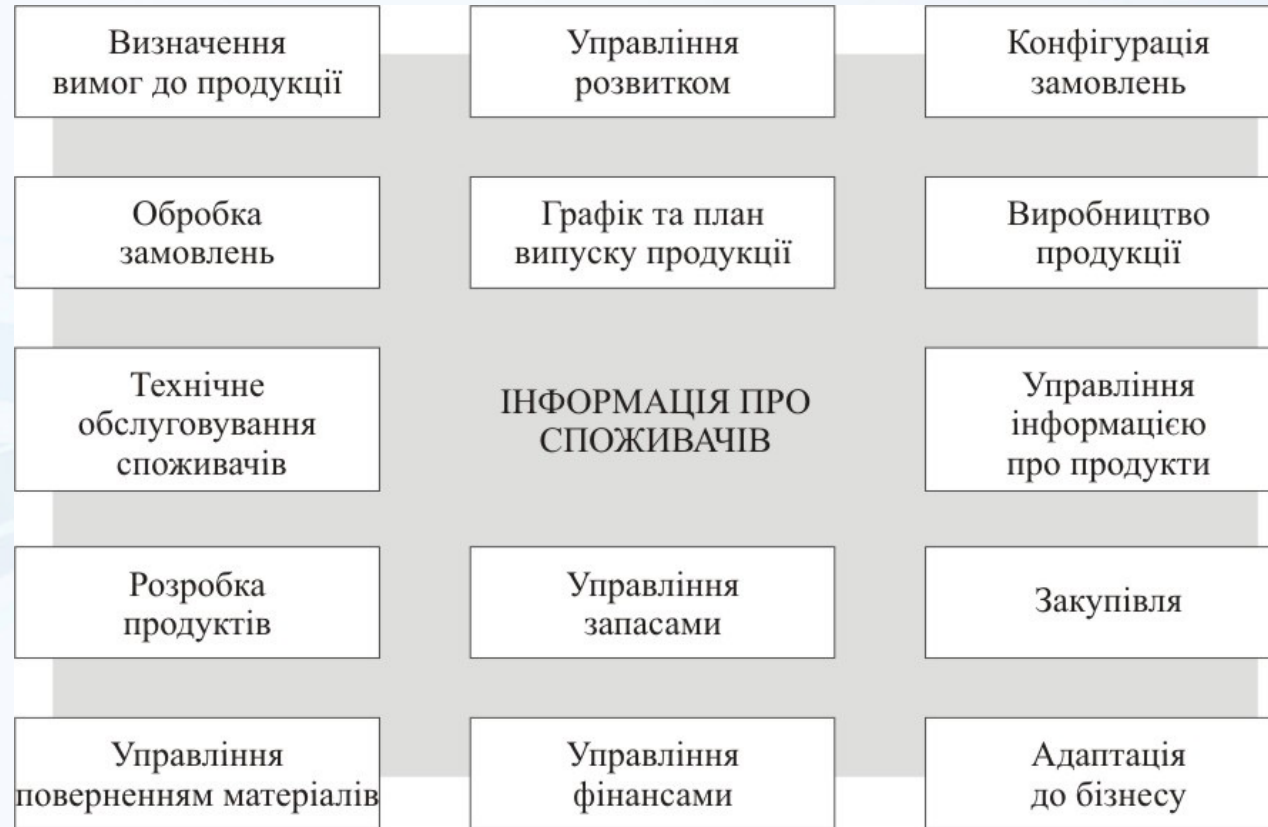 Визначення
вимог до продукції
Управління
розвитком
Конфігурація
замовлень
Обробка
замовлень
Графік та план
випуску продукції
Виробництво
продукції
Технічне
обслуговування
споживачів
ІНФОРМАЦІЯ ПРО
СПОЖИВАЧІВ
Управління
інформацією
про продукти
Розробка
продуктів
Управління
запасами
Закупівля
Управління
поверненням матеріалів
Управління
фінансами
Адаптація
до бізнесу